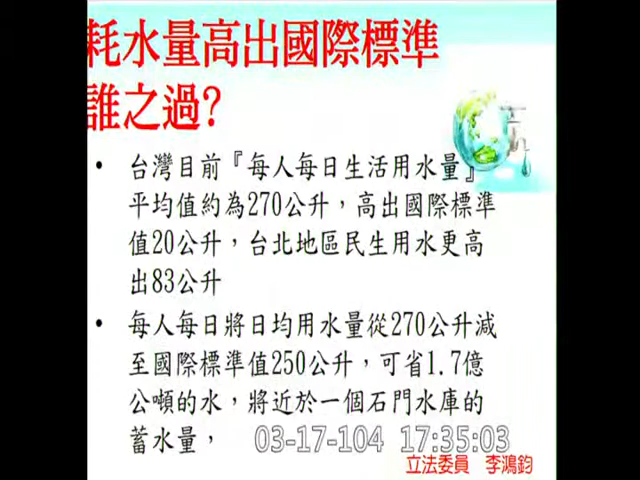 耗水量高出國際標準
誰之過?
• 台灣目前『每人每日生活用水量』
平均值約為270公升，高出國際標準
值20公升，台北地區民生用水更高
出83公升
• 每人每日將日均用水量從270公升減
至國際標準值250公升，可省1.7億
公噸的水，將近於一個石門水庫的
蓄水量，
03-17-104 17:35:03
立法委員 李鴻鈞